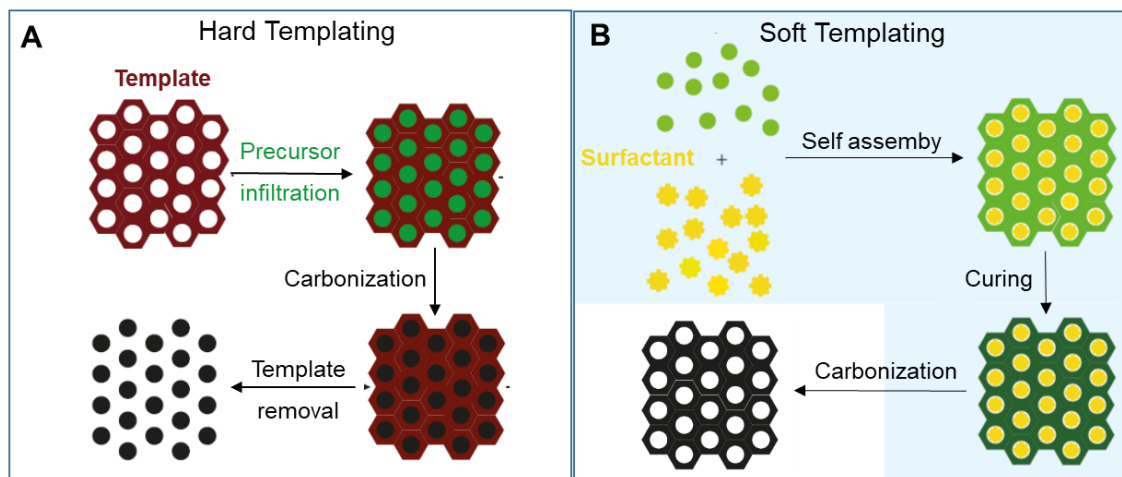 A
Hard Templating
Template
Precursor
infiltration
Carbonization
Template
removal
B
Soft Templating
Surfactant +
Self assemby
Curing
Carbonization